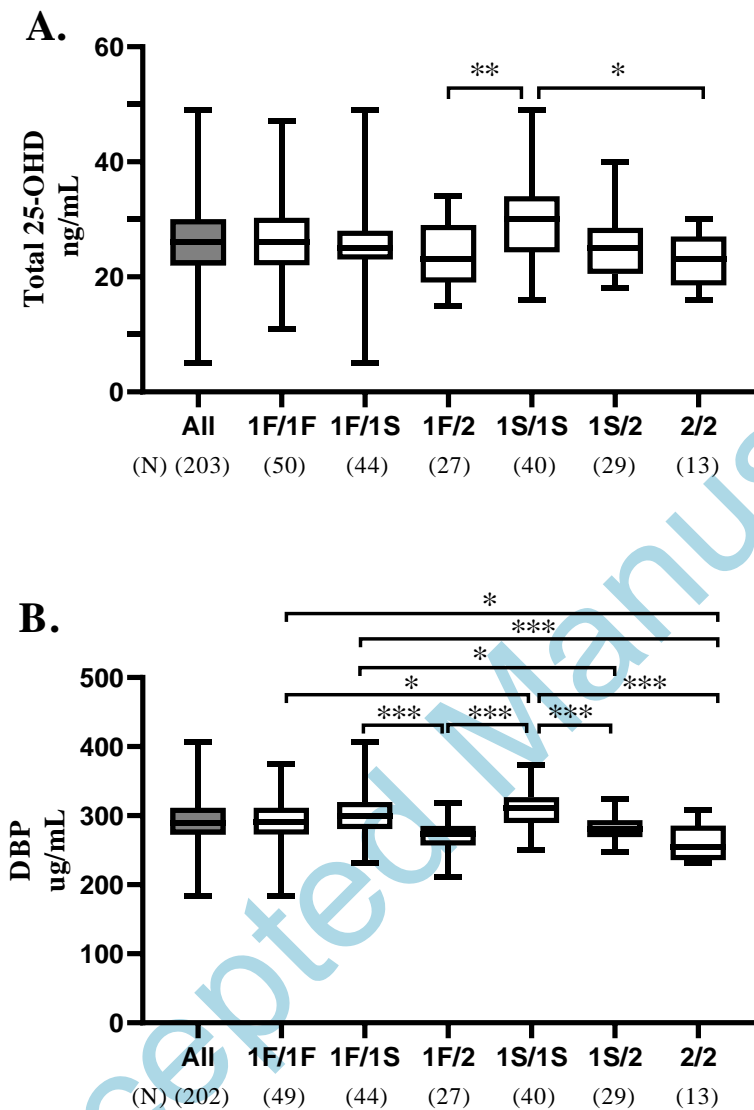 A.
** *
Total 25-OHD
ng/mL
60
40
20
0
All 1F/1F 1F/1S 1F/2 1S/1S 1S/2 2/2
(N) (203) (50) (44) (27) (40) (29) (13)
B.
*
***
*
* ***
*** *** ***
DBP
ug/mL
500
400
300
200
100
0
All 1F/1F 1F/1S 1F/2 1S/1S 1S/2 2/2
(N) (202) (49) (44) (27) (40) (29) (13)
cepted Manus